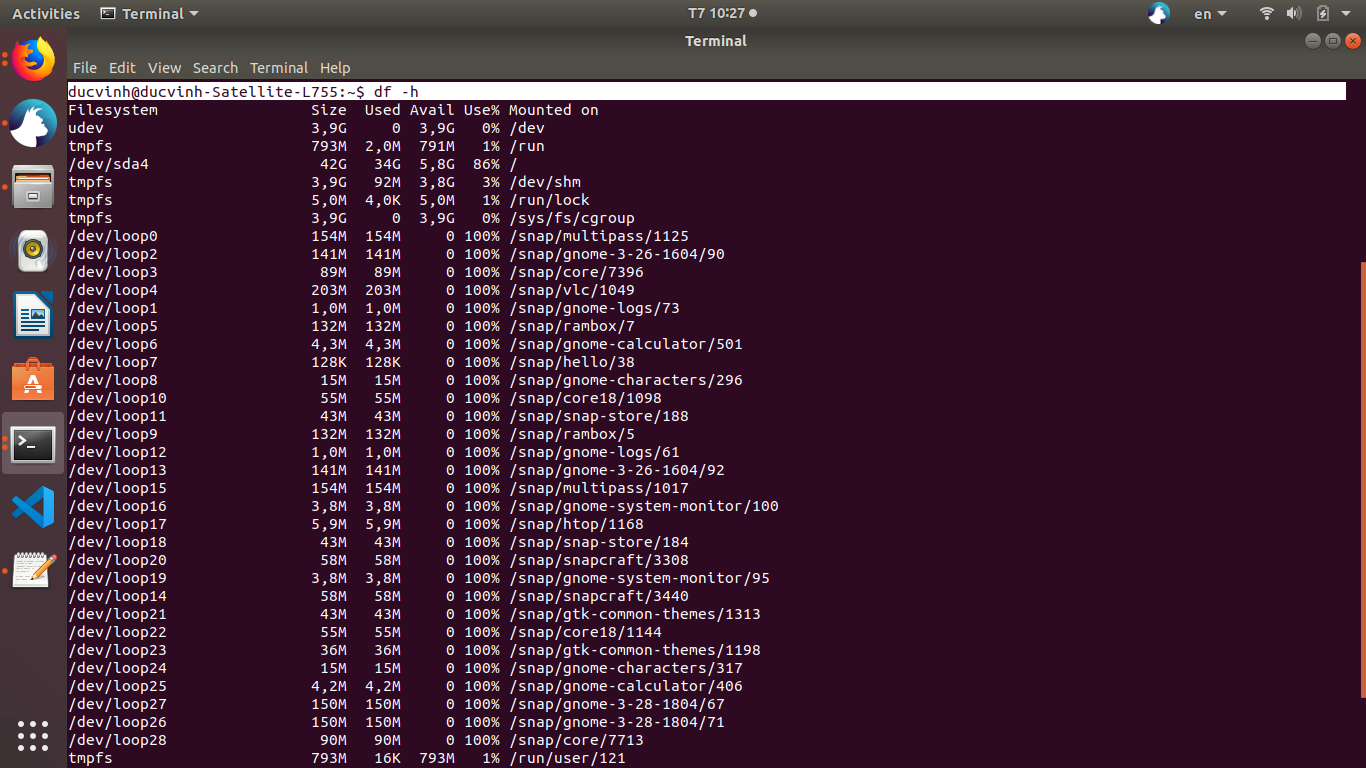 Activities Terminal T7 10:27 en
Terminal
File Edit View Search Terminal Help
ducvinh@ducvinh-Satellite-L755:~$ df -h
Filesystem Size Used Avail Use% Mounted on
udev 3,9G 0 3,9G 0% /dev
tmpfs 793M 2,0M 791M 1% /run
/dev/sda4 42G 34G 5,8G 86% /
tmpfs 3,9G 92M 3,8G 3% /dev/shm
tmpfs 5,0M 4,0K 5,0M 1% /run/lock
tmpfs 3,9G 0 3,9G 0% /sys/fs/cgroup
/dev/loop0 154M 154M 0 100% /snap/multipass/1125
/dev/loop2 141M 141M 0 100% /snap/gnome-3-26-1604/90
/dev/loop3 89M 89M 0 100% /snap/core/7396
/dev/loop4 203M 203M 0 100% /snap/vlc/1049
/dev/loop1 1,0M 1,0M 0 100% /snap/gnome-logs/73
/dev/loop5 132M 132M 0 100% /snap/rambox/7
/dev/loop6 4,3M 4,3M 0 100% /snap/gnome-calculator/501
/dev/loop7 128K 128K 0 100% /snap/hello/38
/dev/loop8 15M 15M 0 100% /snap/gnome-characters/296
/dev/loop10 55M 55M 0 100% /snap/core18/1098
/dev/loop11 43M 43M 0 100% /snap/snap-store/188
/dev/loop9 132M 132M 0 100% /snap/rambox/5
/dev/loop12 1,0M 1,0M 0 100% /snap/gnome-logs/61
/dev/loop13 141M 141M 0 100% /snap/gnome-3-26-1604/92
/dev/loop15 154M 154M 0 100% /snap/multipass/1017
/dev/loop16 3,8M 3,8M 0 100% /snap/gnome-system-monitor/100
/dev/loop17 5,9M 5,9M 0 100% /snap/htop/1168
/dev/loop18 43M 43M 0 100% /snap/snap-store/184
/dev/loop20 58M 58M 0 100% /snap/snapcraft/3308
/dev/loop19 3,8M 3,8M 0 100% /snap/gnome-system-monitor/95
/dev/loop14 58M 58M 0 100% /snap/snapcraft/3440
/dev/loop21 43M 43M 0 100% /snap/gtk-common-themes/1313
/dev/loop22 55M 55M 0 100% /snap/core18/1144
/dev/loop23 36M 36M 0 100% /snap/gtk-common-themes/1198
/dev/loop24 15M 15M 0 100% /snap/gnome-characters/317
/dev/loop25 4,2M 4,2M 0 100% /snap/gnome-calculator/406
/dev/loop27 150M 150M 0 100% /snap/gnome-3-28-1804/67
/dev/loop26 150M 150M 0 100% /snap/gnome-3-28-1804/71
/dev/loop28 90M 90M 0 100% /snap/core/7713
tmpfs 793M 16K 793M 1% /run/user/121